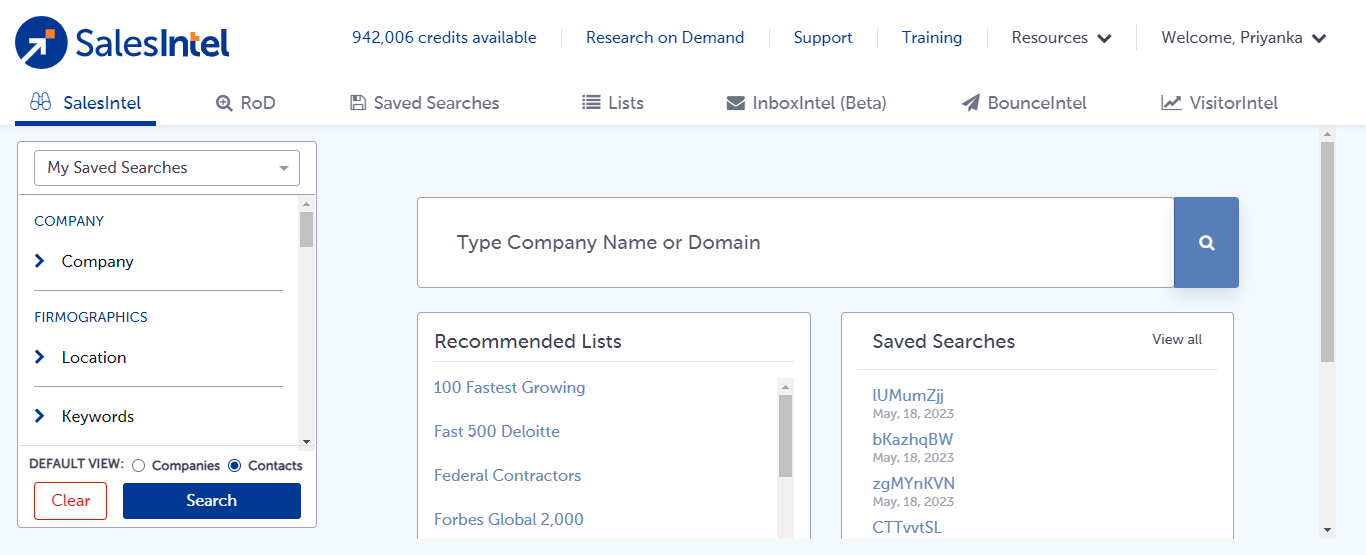 SalesIntel
942,006 credits available
Research on Demand
Support
Training
Resources
Welcome, Priyanka
SalesIntel
RoD
Saved Searches
Lists
InboxIntel (Beta)
BounceIntel
VisitorIntel
My Saved Searches
COMPANY
Company
FIRMOGRAPHICS
Location
Keywords
DEFAULT VIEW: Companies Contacts
Clear
Search
Type Company Name or Domain
Recommended Lists
100 Fastest Growing
Fast 500 Deloitte
Federal Contractors
Forbes Global 2,000
Saved Searches
View all
lUMumZjj
May, 18, 2023
bKazhqBW
May, 18, 2023
zgMYnKVN
May, 18, 2023
CTTvvtSL